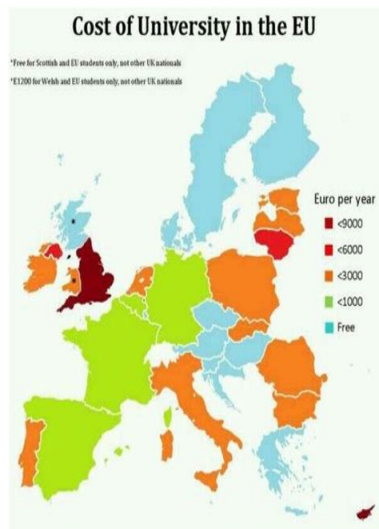 Cost of University in the EU
*Free for Scottish and EU students only, not other UK nationals
*E1200 for Welsh and EU students only, not other UK nationals
Euro per year
<9000
<6000
<3000
<1000
Free